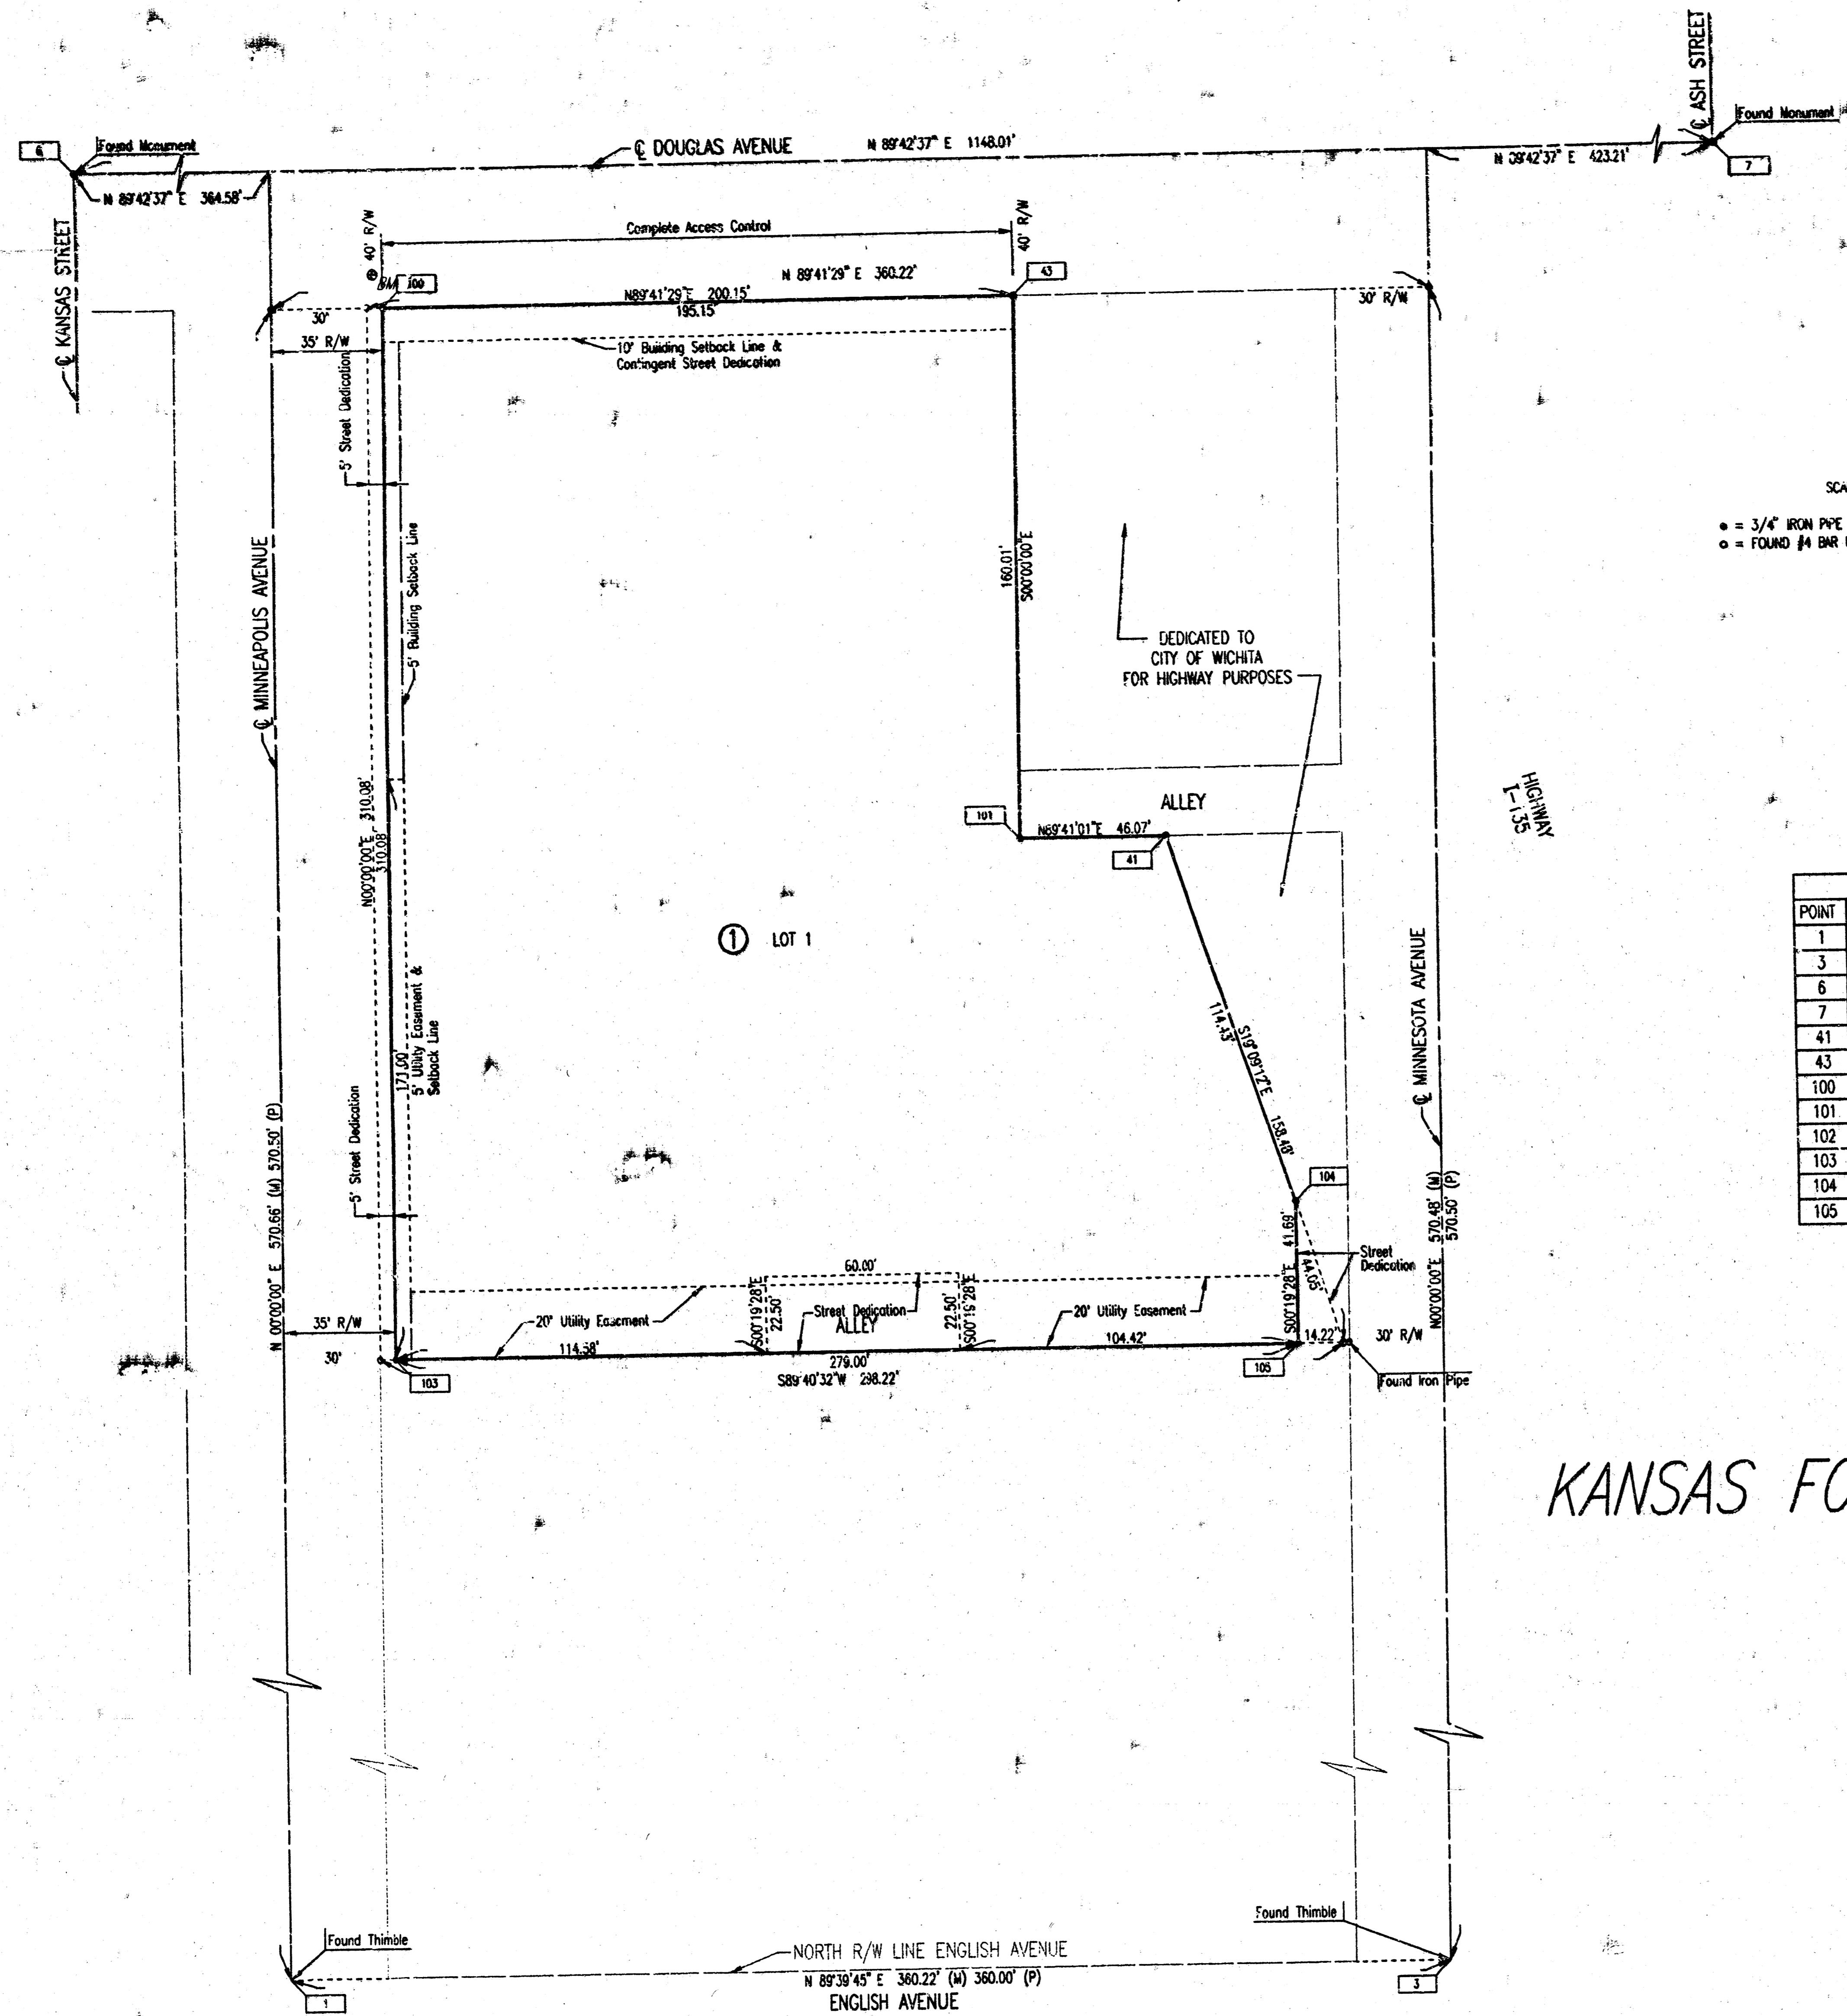 ℄ ASH STREET
Found Monument
7
6
Found Monument
℄ DOUGLAS AVENUE
N 89°42'37" E 1148.01'
N 89°42'37" E 423.21'
N 89°42'37" E 364.58'
℄ KANSAS STREET
40' R/W
Complete Access Control
40' R/W
BM
100
N 89°41'29" E 360.22'
43
N89°41'29"E 200.15'
195.15'
30'
30' R/W
35' R/W
10' Building Setback Line &
Contingent Street Dedication
5' Street Dedication
5' Building Setback Line
℄ MINNEAPOLIS AVENUE
160.01'
S00°00'00"E
SCA
= 3/4" IRON PIPE
= FOUND #4 BAR
DEDICATED TO
CITY OF WICHITA
FOR HIGHWAY PURPOSES
HIGHWAY
I-135
ALLEY
101
N89°41'01"E 46.07'
41
N00°00'00"E 310.08'
310.08
1 LOT 1
POINT
1
3
6
7
41
43
100
101
102
103
104
105
℄ MINNESOTA AVENUE
171.00'
5' Utility Easement &
Setback Line
S19°09'12"E 158.48'
114.43'
5' Street Dedication
N 00°00'00" E 570.66' (M) 570.50' (P)
104
41.69'
S00°19'28"E
44.05'
Street
Dedication
N00°00'00"E 570.48' (M)
570.50' (P)
60.00'
S00°19'28"E
22.50'
22.50'
S00°19'28"E
20' Utility Easement
Street Dedication
ALLEY
20' Utility Easement
35' R/W
30'
114.58'
279.00'
104.42'
14.22'
30' R/W
103
S89°40'32"W 298.22'
105
Found Iron Pipe
KANSAS FO
Found Thimble
Found Thimble
NORTH R/W LINE ENGLISH AVENUE
N 89°39'45" E 360.22' (M) 360.00' (P)
ENGLISH AVENUE
1
3